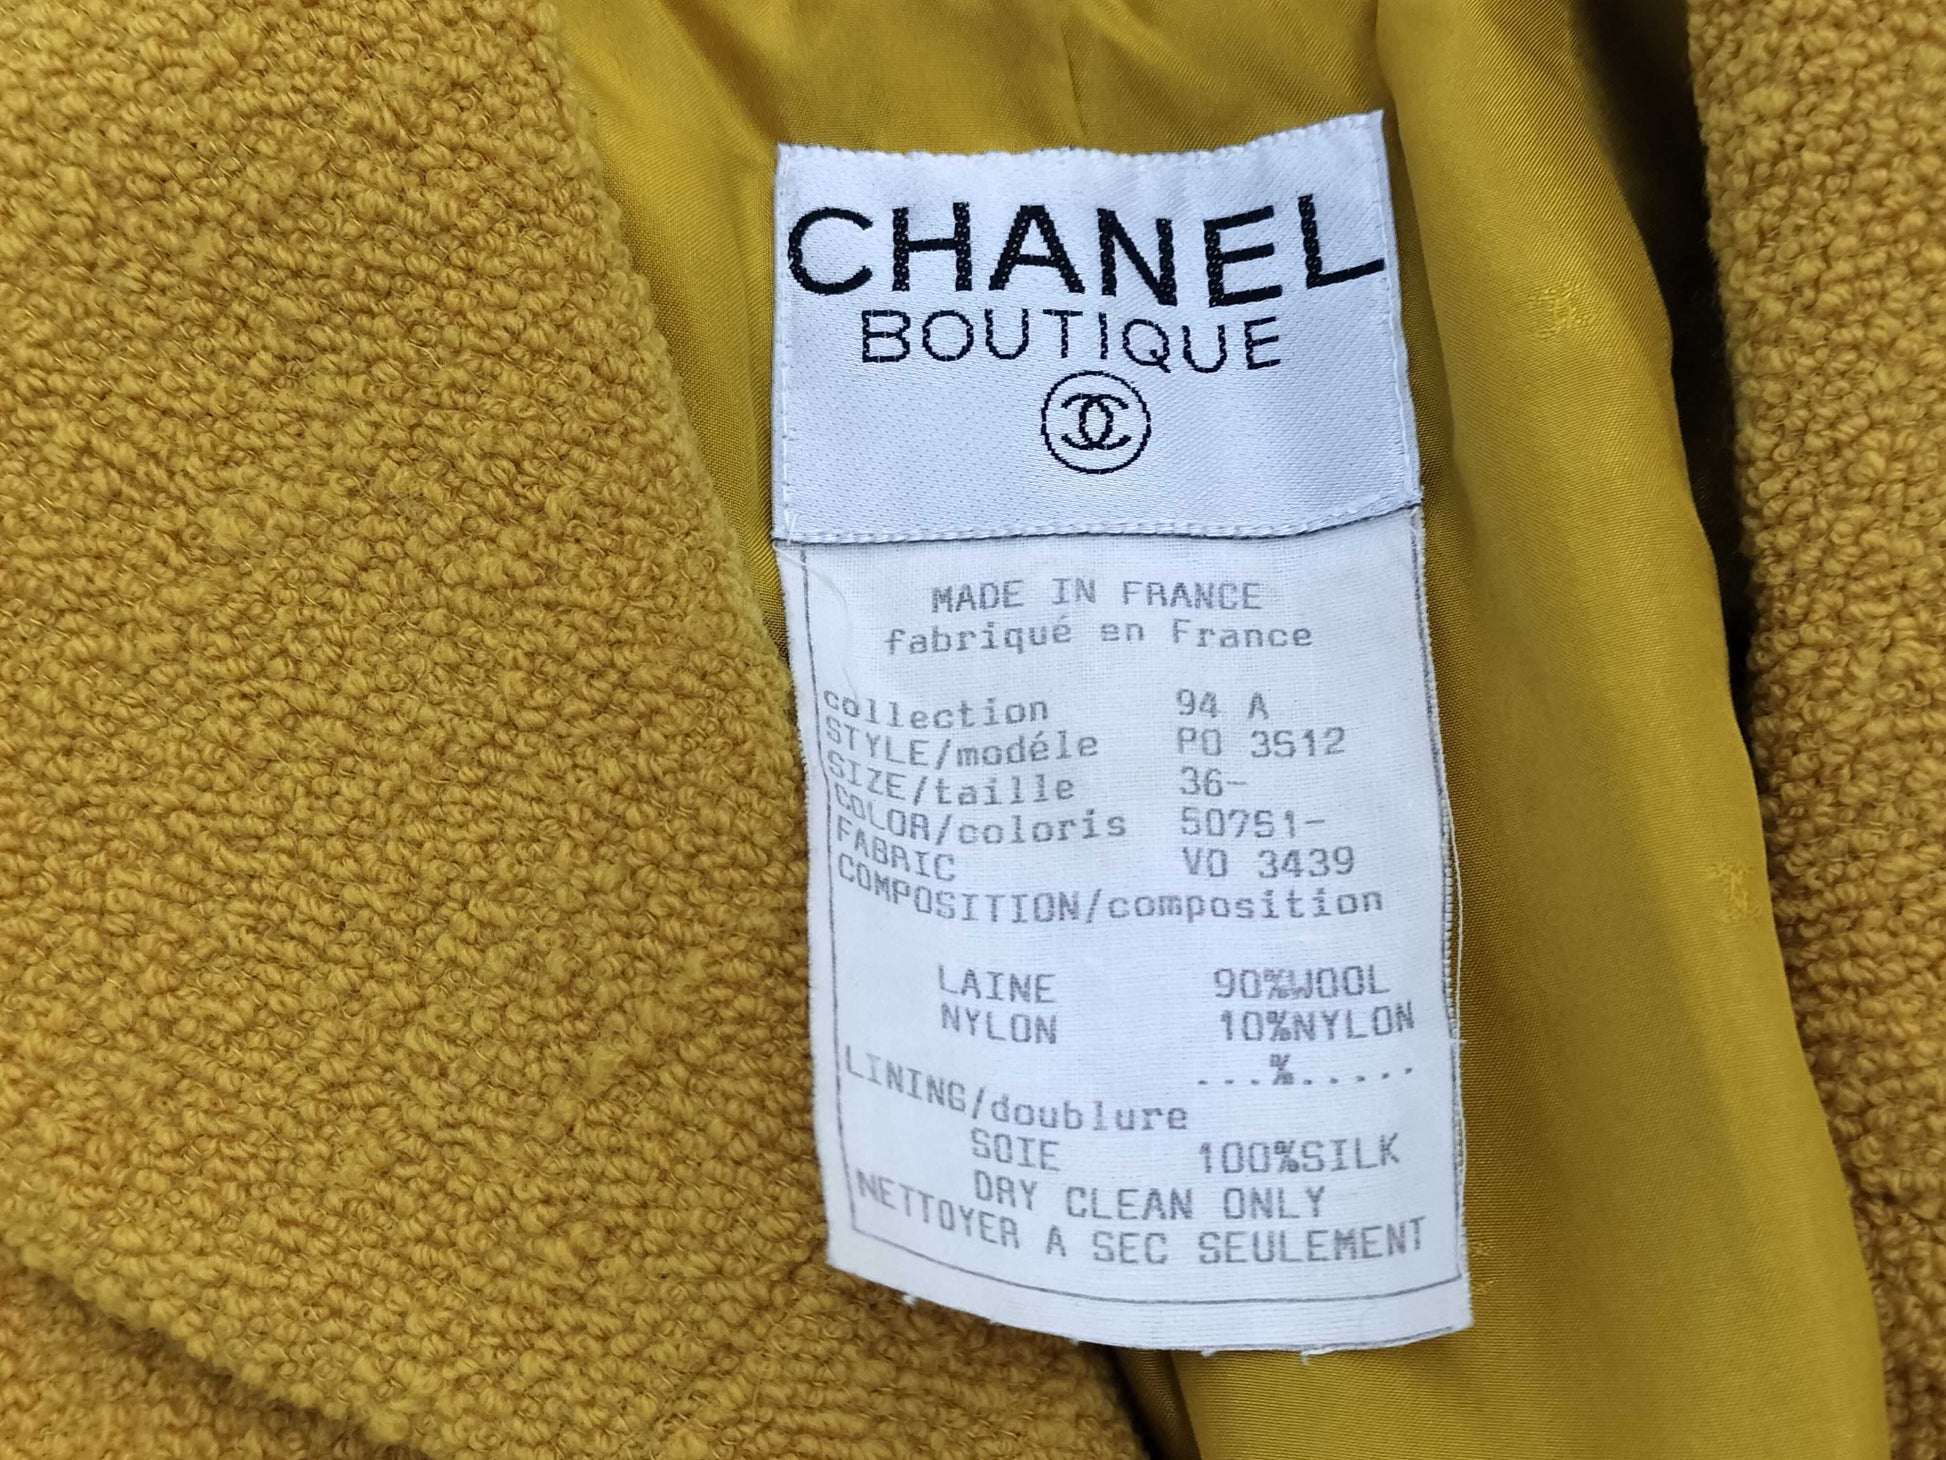 CHANEL
BOUTIQUE
MADE IN FRANCE
fabriqué en France
collection 94 A
STYLE/modéle PO 3512
SIZE/taille 36-
COLOR/coloris 50751-
FABRIC VO 3439
COMPOSITION/composition
LAINE 90%WOOL
NYLON 10%NYLON
...%.....
LINING/doublure
SOIE 100%SILK
DRY CLEAN ONLY
NETTOYER A SEC SEULEMENT